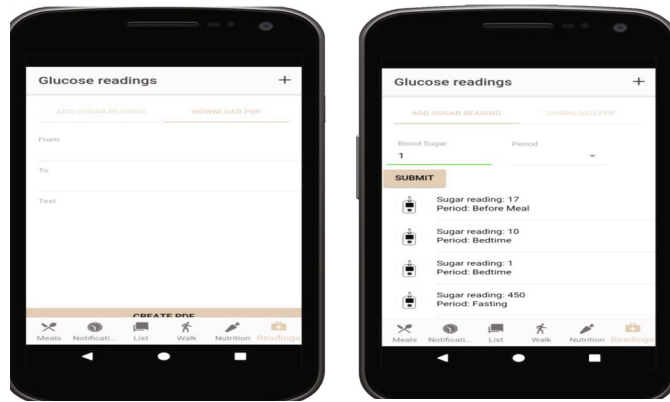 Glucose readings +
ADD SUGAR READING DOWNLOAD PDF
From
To
Text
CREATE PDF
Meals Notificati... List Walk Nutrition Readings
Glucose readings +
ADD SUGAR READING DOWNLOAD PDF
Blood Sugar Period
1
SUBMIT
Sugar reading: 17
Period: Before Meal
Sugar reading: 10
Period: Bedtime
Sugar reading: 1
Period: Bedtime
Sugar reading: 450
Period: Fasting
Meals Notificati... List Walk Nutrition Readings